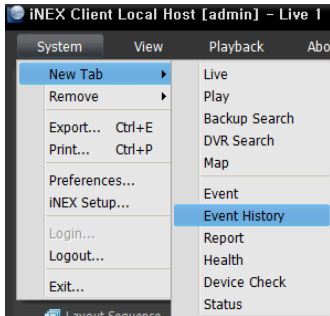 iNEX Client Local Host [admin] - Live 1
System View Playback Abo
New Tab
Remove
Export... Ctrl+E
Print... Ctrl+P
Preferences...
iNEX Setup...
Login...
Logout...
Exit...
Live
Play
Backup Search
DVR Search
Map
Event
Event History
Report
Health
Device Check
Status
Layout Sequence